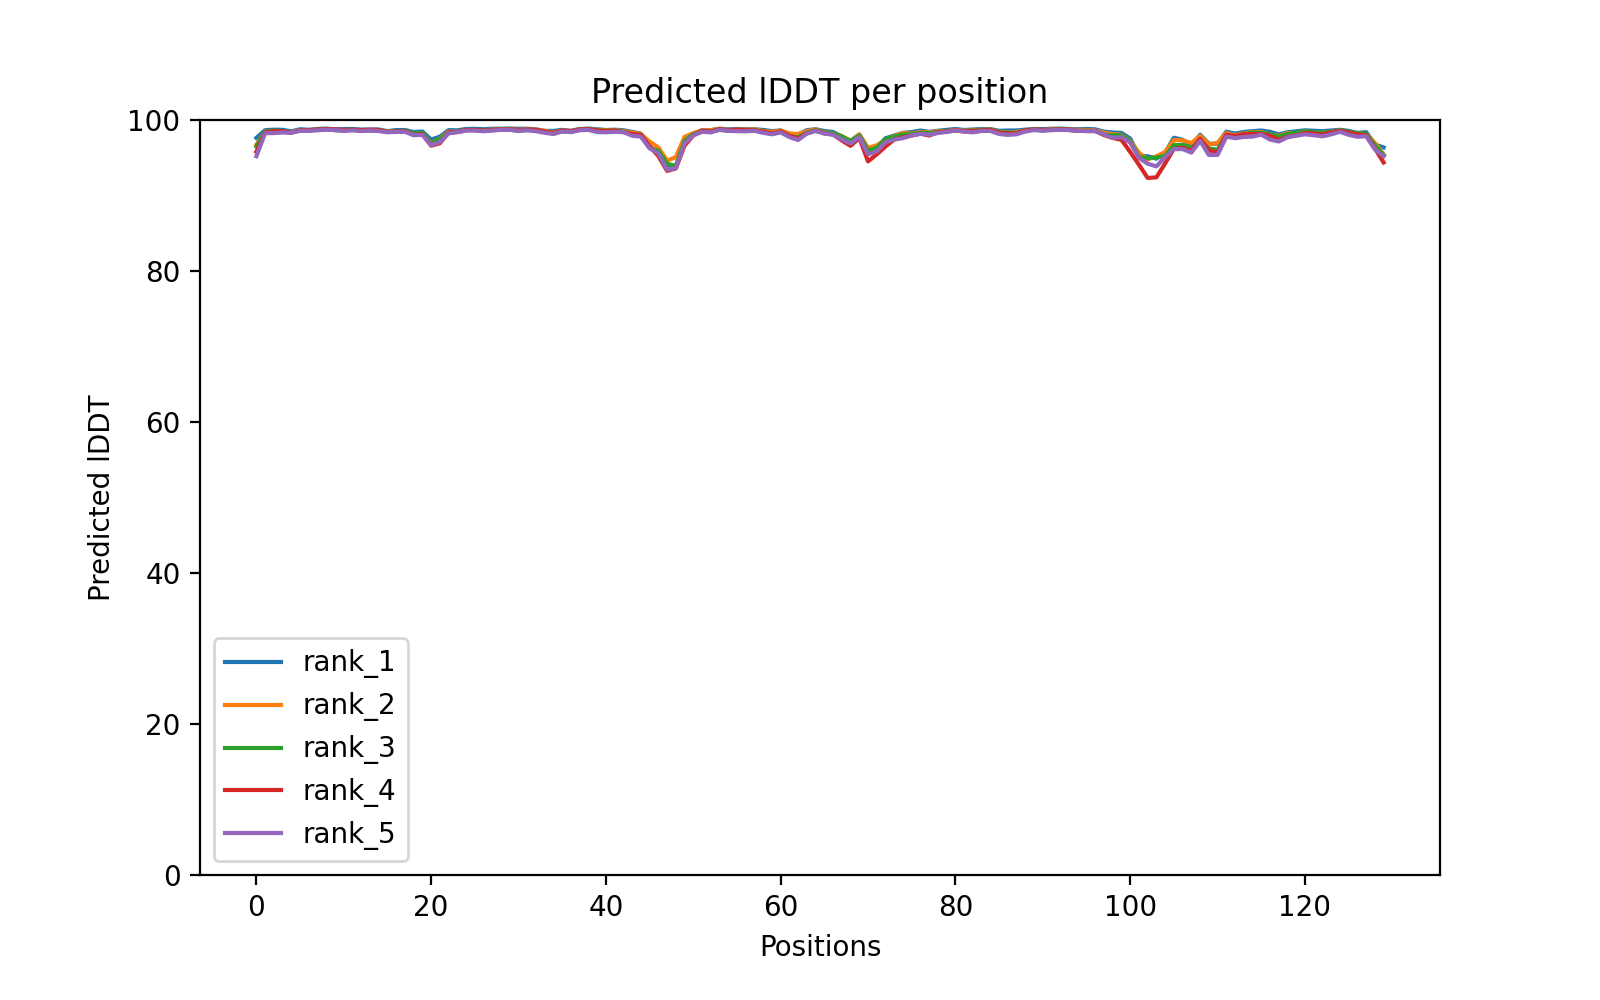 Predicted lDDT per position
100
80
60
40
20
0
Predicted lDDT
rank_1
rank_2
rank_3
rank_4
rank_5
0 20 40 60 80 100 120
Positions